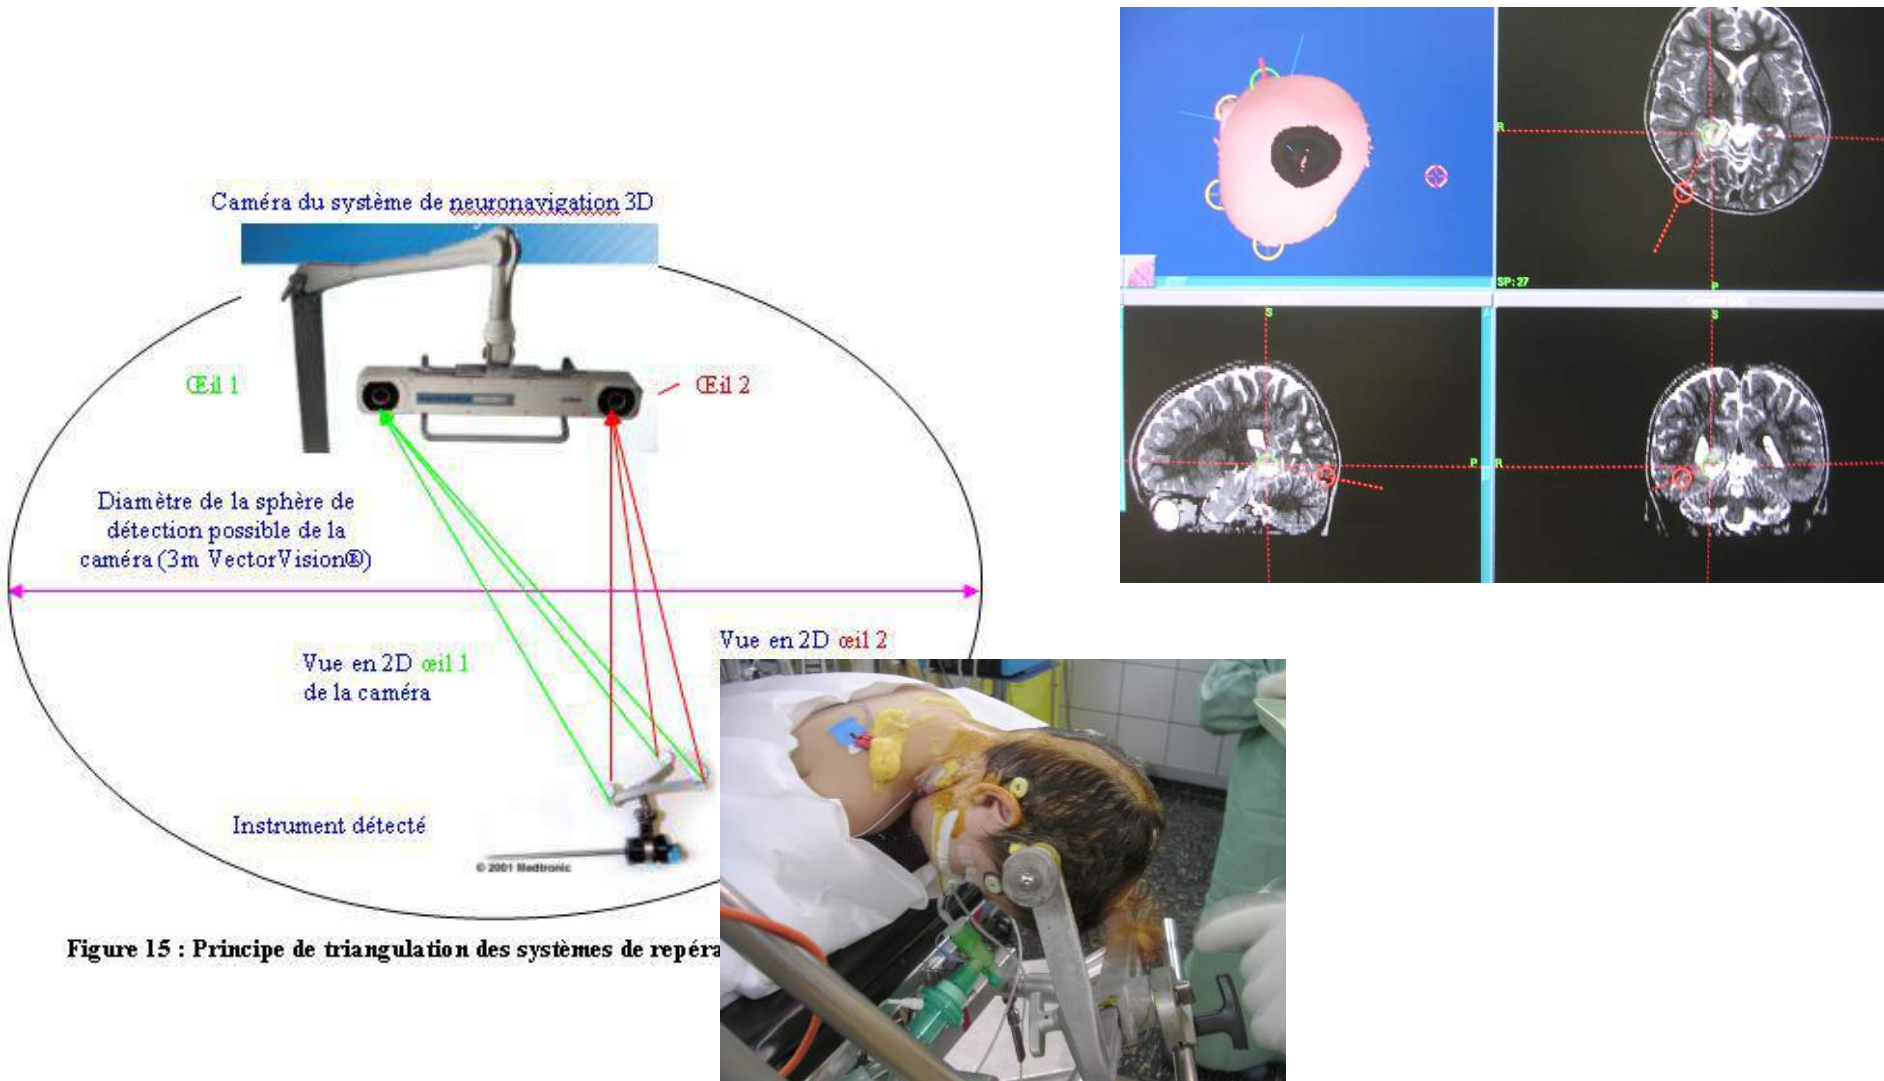 Caméra du système de neuronavigation 3D
Œil 1
Œil 2
Diamètre de la sphère de
détection possible de la
caméra (3m VectorVision®)
Vue en 2D œil 1
de la caméra
Vue en 2D œil 2
Instrument détecté
© 2001 Medtronic
Figure 15 : Principe de triangulation des systèmes de repéra
R
SP:27
P
S
A
S
P
R